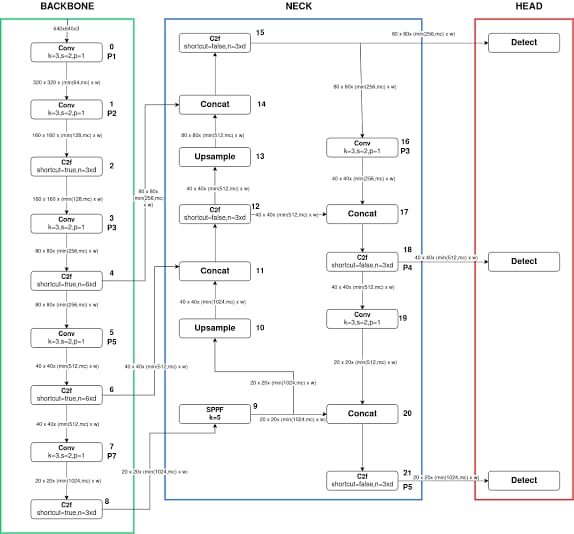 BACKBONE
NECK
HEAD
640x640x3
Conv
k=3,s=2,p=1
0
P1
320 x 320 x (min(64,mc) x w)
Conv
k=3,s=2,p=1
1
P2
160 x 160 x (min(128,mc) x w)
C2f
shortcut=true,n=3xd
2
160 x 160 x (min(128,mc) x w)
Conv
k=3,s=2,p=1
3
P3
80 x 80x (min(256,mc) x w)
C2f
shortcut=true,n=6xd
4
80 x 80x (min(256,mc) x w)
Conv
k=3,s=2,p=1
5
P5
40 x 40x (min(512,mc) x w)
C2f
shortcut=true,n=6xd
6
40 x 40x (min(512,mc) x w)
Conv
k=3,s=2,p=1
7
P7
20 x 20x (min(1024,mc) x w)
C2f
shortcut=true,n=3xd
8
80 x 80x
(min(256,mc)
x w)
40 x 40x (min(512,mc) x w)
20 x 20x (min(1024,mc) x w)
C2f
shortcut=false,n=3xd
15
Concat
14
80 x 80x (min(512,mc) x w)
Upsample
13
40 x 40x (min(512,mc) x w)
C2f
shortcut=false,n=3xd
12
40 x 40x (min(512,mc) x w)
Concat
11
40 x 40x (min(1024,mc) x w)
Upsample
10
20 x 20x (min(1024,mc) x w)
SPPF
k=5
9
20 x 20x (min(1024,mc) x w)
80 x 80x (min(256,mc) x w)
80 x 80x (min(256,mc) x w)
Conv
k=3,s=2,p=1
16
P3
40 x 40x (min(256,mc) x w)
Concat
17
C2f
shortcut=false,n=3xd
18
P4
40 x 40x (min(512,mc) x w)
40 x 40x (min(512,mc) x w)
Conv
k=3,s=2,p=1
19
20 x 20x (min(512,mc) x w)
Concat
20
C2f
shortcut=false,n=3xd
21
P5
20 x 20x (min(1024,mc) x w)
Detect
Detect
Detect